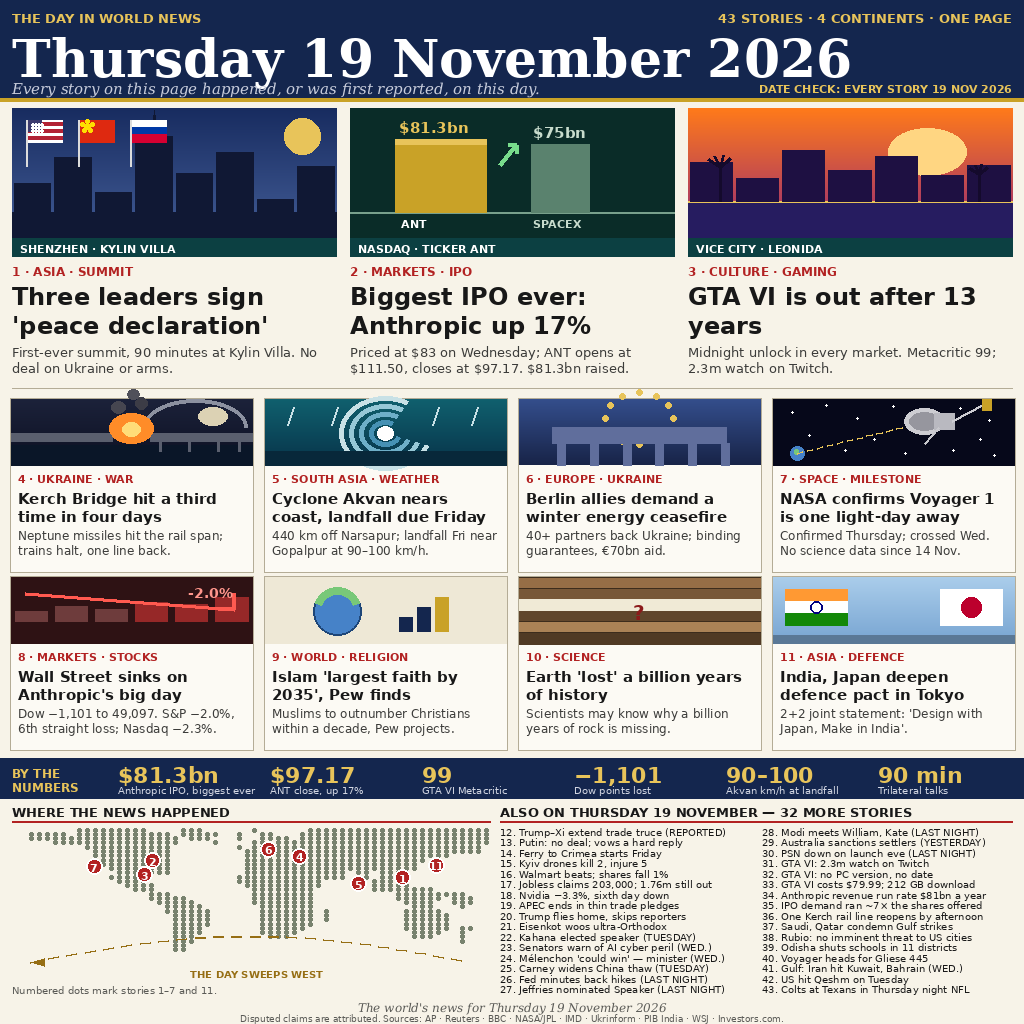 THE DAY IN WORLD NEWS
43 STORIES · 4 CONTINENTS · ONE PAGE
Thursday 19 November 2026
Every story on this page happened, or was first reported, on this day.
DATE CHECK: EVERY STORY 19 NOV 2026
SHENZHEN · KYLIN VILLA
1 · ASIA · SUMMIT
Three leaders sign
'peace declaration'
First-ever summit, 90 minutes at Kylin Villa. No
deal on Ukraine or arms.
$81.3bn
$75bn
ANT
SPACEX
NASDAQ · TICKER ANT
2 · MARKETS · IPO
Biggest IPO ever:
Anthropic up 17%
Priced at $83 on Wednesday; ANT opens at
$111.50, closes at $97.17. $81.3bn raised.
VICE CITY · LEONIDA
3 · CULTURE · GAMING
GTA VI is out after 13
years
Midnight unlock in every market. Metacritic 99;
2.3m watch on Twitch.
4 · UKRAINE · WAR
Kerch Bridge hit a third
time in four days
Neptune missiles hit the rail span;
trains halt, one line back.
5 · SOUTH ASIA · WEATHER
Cyclone Akvan nears
coast, landfall due Friday
440 km off Narsapur; landfall Fri near
Gopalpur at 90–100 km/h.
6 · EUROPE · UKRAINE
Berlin allies demand a
winter energy ceasefire
40+ partners back Ukraine; binding
guarantees, €70bn aid.
7 · SPACE · MILESTONE
NASA confirms Voyager 1
is one light-day away
Confirmed Thursday; crossed Wed.
No science data since 14 Nov.
-2.0%
8 · MARKETS · STOCKS
Wall Street sinks on
Anthropic's big day
Dow −1,101 to 49,097. S&P −2.0%,
6th straight loss; Nasdaq −2.3%.
9 · WORLD · RELIGION
Islam 'largest faith by
2035', Pew finds
Muslims to outnumber Christians
within a decade, Pew projects.
?
10 · SCIENCE
Earth 'lost' a billion years
of history
Scientists may know why a billion
years of rock is missing.
11 · ASIA · DEFENCE
India, Japan deepen
defence pact in Tokyo
2+2 joint statement: 'Design with
Japan, Make in India'.
BY THE
NUMBERS
$81.3bn
Anthropic IPO, biggest ever
$97.17
ANT close, up 17%
99
GTA VI Metacritic
−1,101
Dow points lost
90–100
Akvan km/h at landfall
90 min
Trilateral talks
WHERE THE NEWS HAPPENED
7
2
3
6
4
5
1
11
THE DAY SWEEPS WEST
Numbered dots mark stories 1–7 and 11.
ALSO ON THURSDAY 19 NOVEMBER — 32 MORE STORIES
12. Trump–Xi extend trade truce (REPORTED)
13. Putin: no deal; vows a hard reply
14. Ferry to Crimea starts Friday
15. Kyiv drones kill 2, injure 5
16. Walmart beats; shares fall 1%
17. Jobless claims 203,000; 1.76m still out
18. Nvidia −3.3%, sixth day down
19. APEC ends in thin trade pledges
20. Trump flies home, skips reporters
21. Eisenkot woos ultra-Orthodox
22. Kahana elected speaker (TUESDAY)
23. Senators warn of AI cyber peril (WED.)
24. Mélenchon 'could win' — minister (WED.)
25. Carney widens China thaw (TUESDAY)
26. Fed minutes back hikes (LAST NIGHT)
27. Jeffries nominated Speaker (LAST NIGHT)
28. Modi meets William, Kate (LAST NIGHT)
29. Australia sanctions settlers (YESTERDAY)
30. PSN down on launch eve (LAST NIGHT)
31. GTA VI: 2.3m watch on Twitch
32. GTA VI: no PC version, no date
33. GTA VI costs $79.99; 212 GB download
34. Anthropic revenue run rate $81bn a year
35. IPO demand ran ~7× the shares offered
36. One Kerch rail line reopens by afternoon
37. Saudi, Qatar condemn Gulf strikes
38. Rubio: no imminent threat to US cities
39. Odisha shuts schools in 11 districts
40. Voyager heads for Gliese 445
41. Gulf: Iran hit Kuwait, Bahrain (WED.)
42. US hit Qeshm on Tuesday
43. Colts at Texans in Thursday night NFL
The world's news for Thursday 19 November 2026
Disputed claims are attributed. Sources: AP · Reuters · BBC · NASA/JPL · IMD · Ukrinform · PIB India · WSJ · Investors.com.